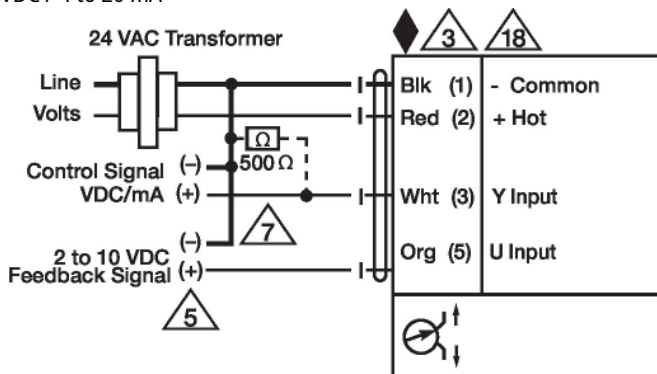 VDC / 4 to 20 mA
24 VAC Transformer
3
18
Line
Volts
Blk (1) - Common
Red (2) + Hot
Ω
500 Ω
Control Signal (–)
VDC/mA (+)
Wht (3) Y Input
7
(–)
2 to 10 VDC
Feedback Signal (+)
Org (5) U Input
5